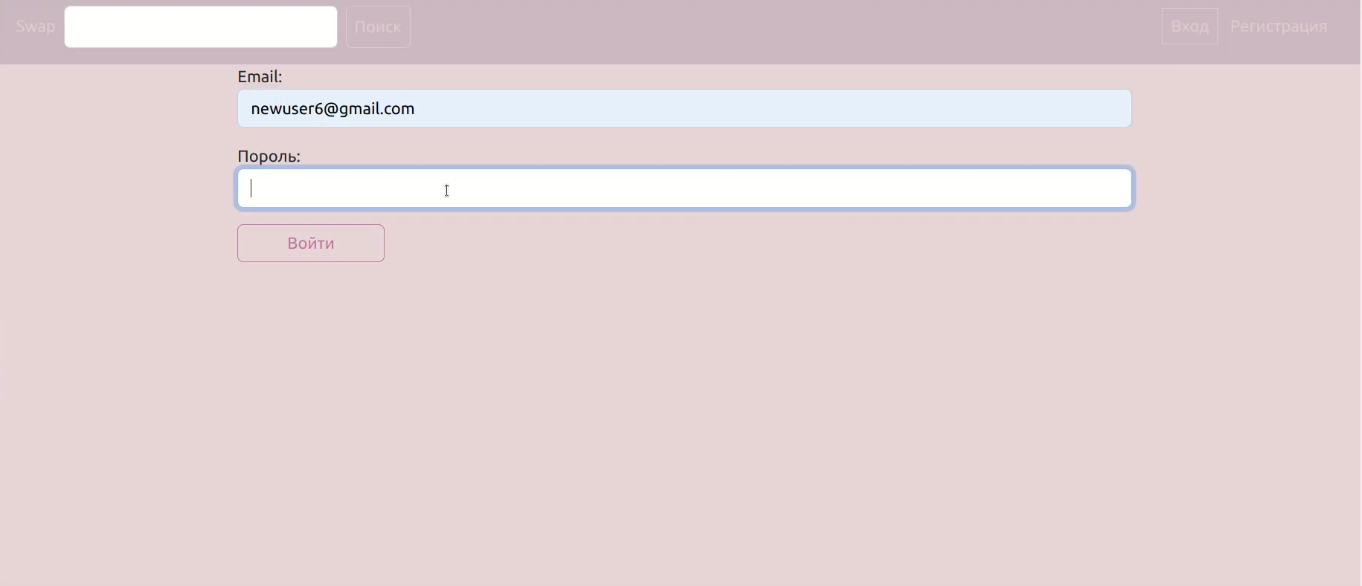 Swap Поиск Вход Регистрация
Email:
newuser6@gmail.com
Пороль:
Войти